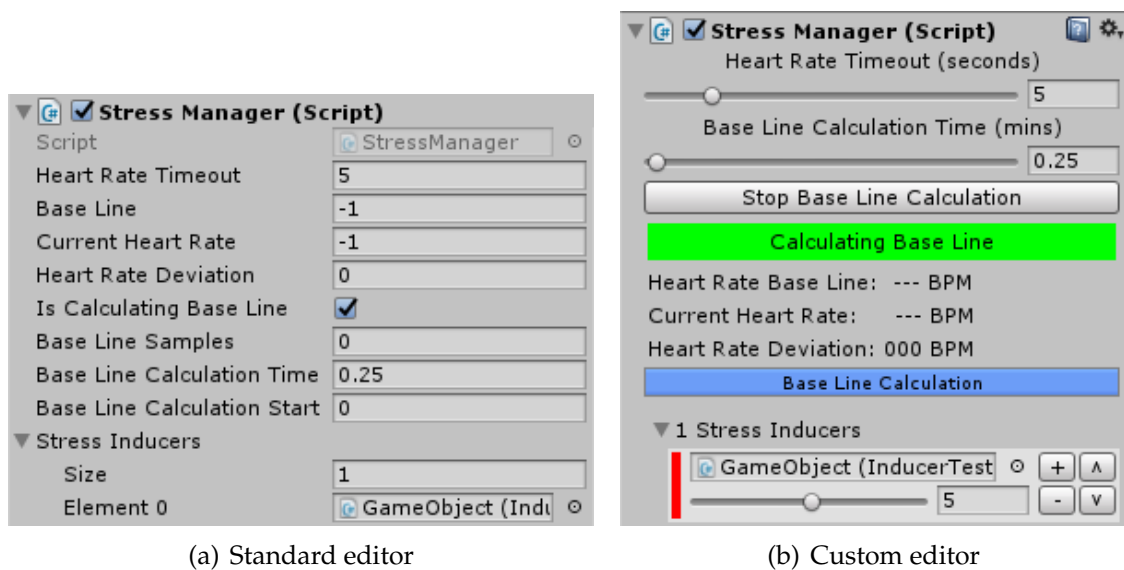 Stress Manager (Script)
Script StressManager
Heart Rate Timeout 5
Base Line -1
Current Heart Rate -1
Heart Rate Deviation 0
Is Calculating Base Line
Base Line Samples 0
Base Line Calculation Time 0.25
Base Line Calculation Start 0
Stress Inducers
Size 1
Element 0 GameObject (Indu
(a) Standard editor
Stress Manager (Script)
Heart Rate Timeout (seconds)
5
Base Line Calculation Time (mins)
0.25
Stop Base Line Calculation
Calculating Base Line
Heart Rate Base Line: --- BPM
Current Heart Rate: --- BPM
Heart Rate Deviation: 000 BPM
Base Line Calculation
1 Stress Inducers
GameObject (InducerTest + ʌ
5 - v
(b) Custom editor